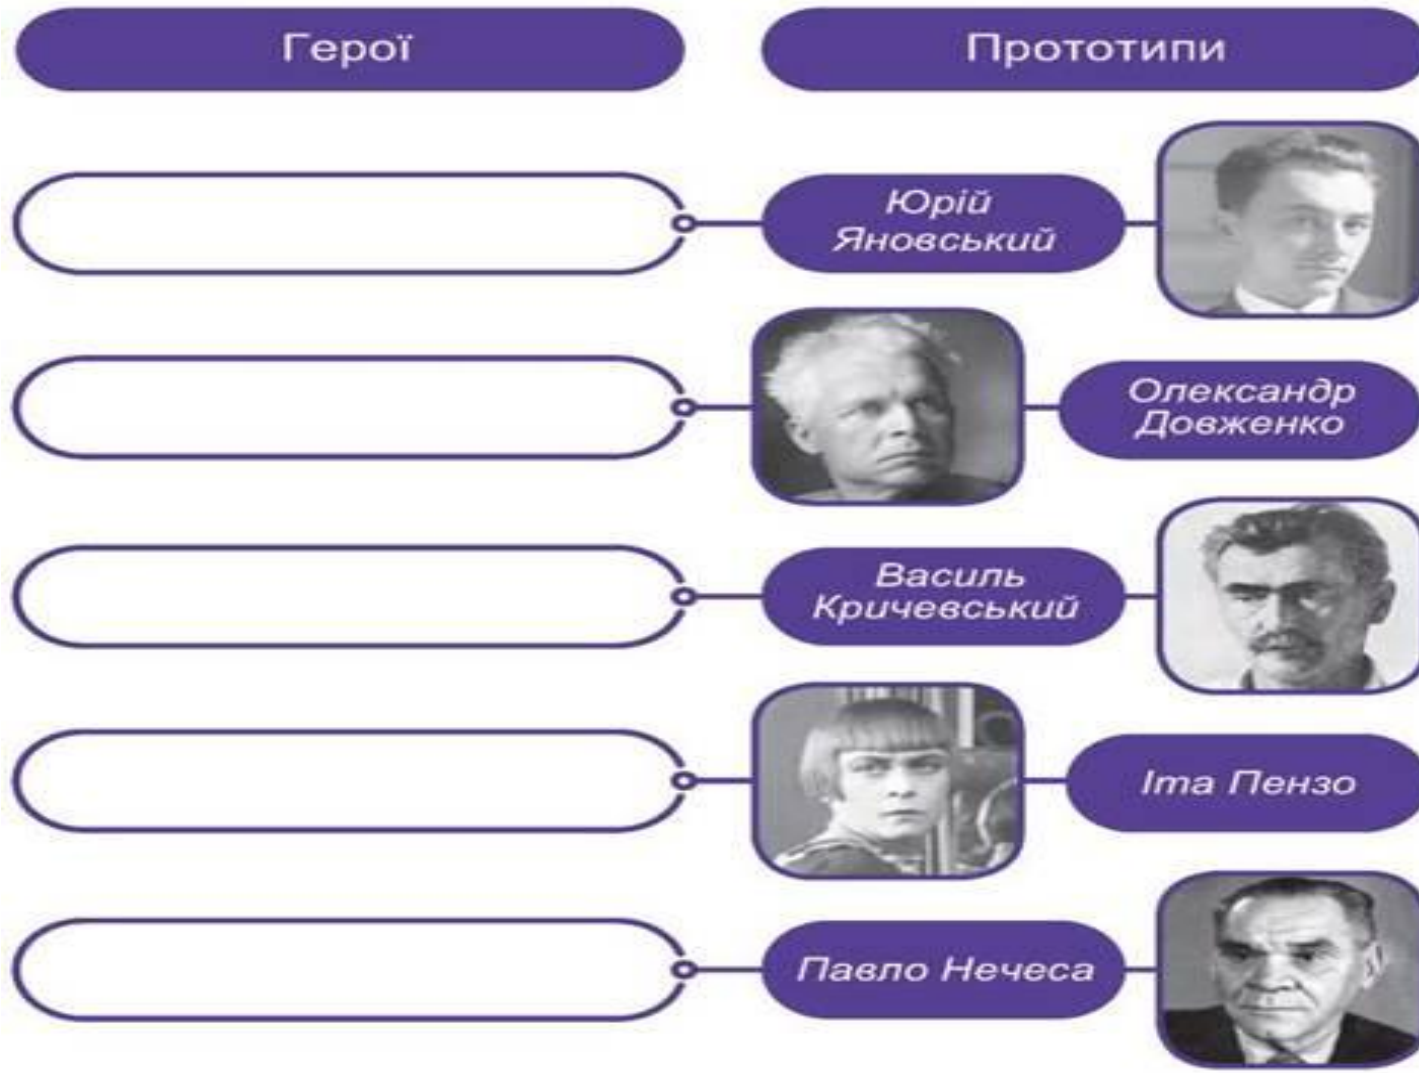 Герої
Прототипи
Юрій
Яновський
Олександр
Довженко
Василь
Кричевський
Іта Пензо
Павло Нечеса